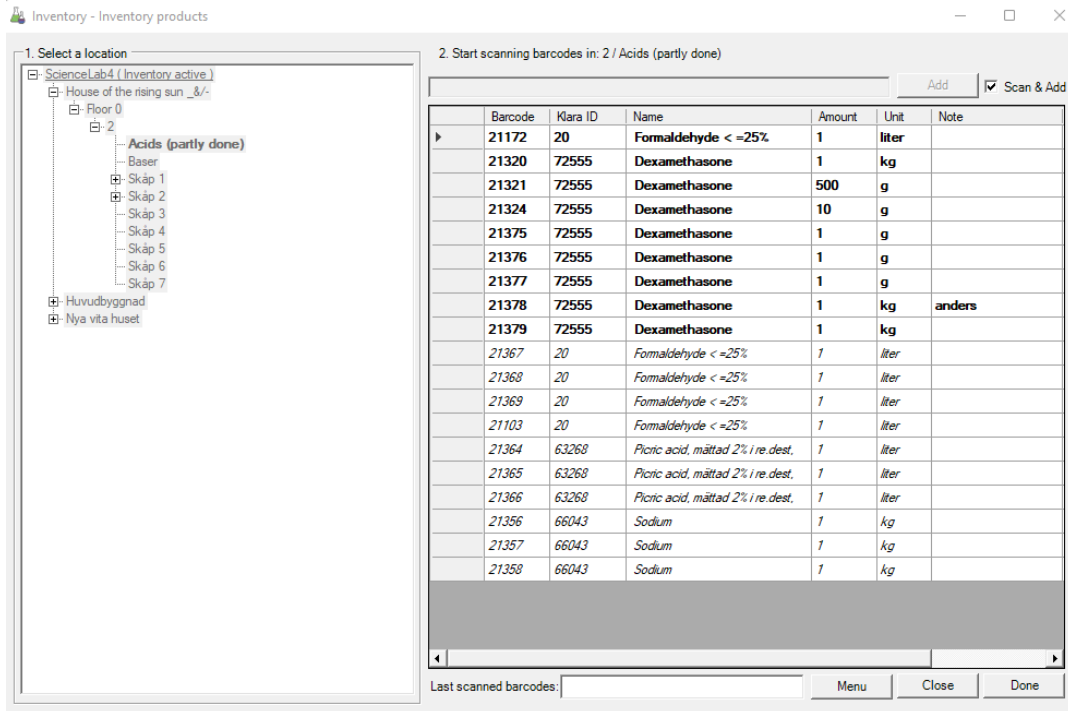 Inventory - Inventory products
1. Select a location
ScienceLab4 ( Inventory active )
House of the rising sun _&/-
Floor 0
2
Acids (partly done)
Baser
Skåp 1
Skåp 2
Skåp 3
Skåp 4
Skåp 5
Skåp 6
Skåp 7
Huvudbyggnad
Nya vita huset
2. Start scanning barcodes in: 2 / Acids (partly done)
Add Scan & Add
Barcode Klara ID Name Amount Unit Note
21172 20 Formaldehyde < =25% 1 liter
21320 72555 Dexamethasone 1 kg
21321 72555 Dexamethasone 500 g
21324 72555 Dexamethasone 10 g
21375 72555 Dexamethasone 1 g
21376 72555 Dexamethasone 1 g
21377 72555 Dexamethasone 1 g
21378 72555 Dexamethasone 1 kg anders
21379 72555 Dexamethasone 1 kg
21367 20 Formaldehyde < =25% 1 liter
21368 20 Formaldehyde < =25% 1 liter
21369 20 Formaldehyde < =25% 1 liter
21103 20 Formaldehyde < =25% 1 liter
21364 63268 Picric acid, mättad 2% i re.dest, 1 liter
21365 63268 Picric acid, mättad 2% i re.dest, 1 liter
21366 63268 Picric acid, mättad 2% i re.dest, 1 liter
21356 66043 Sodium 1 kg
21357 66043 Sodium 1 kg
21358 66043 Sodium 1 kg
Last scanned barcodes: Menu Close Done